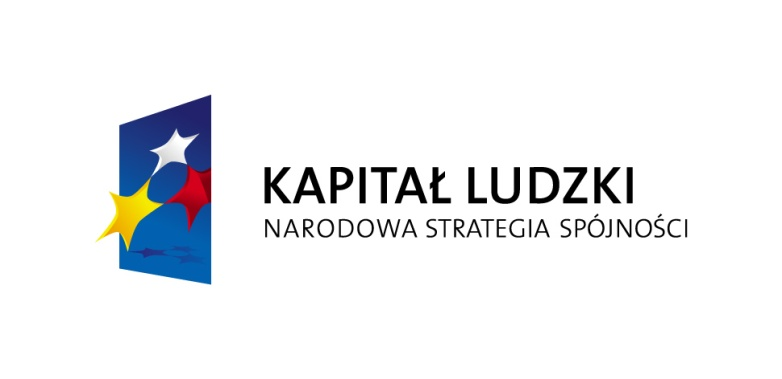 KAPITAŁ LUDZKI
NARODOWA STRATEGIA SPÓJNOŚCI